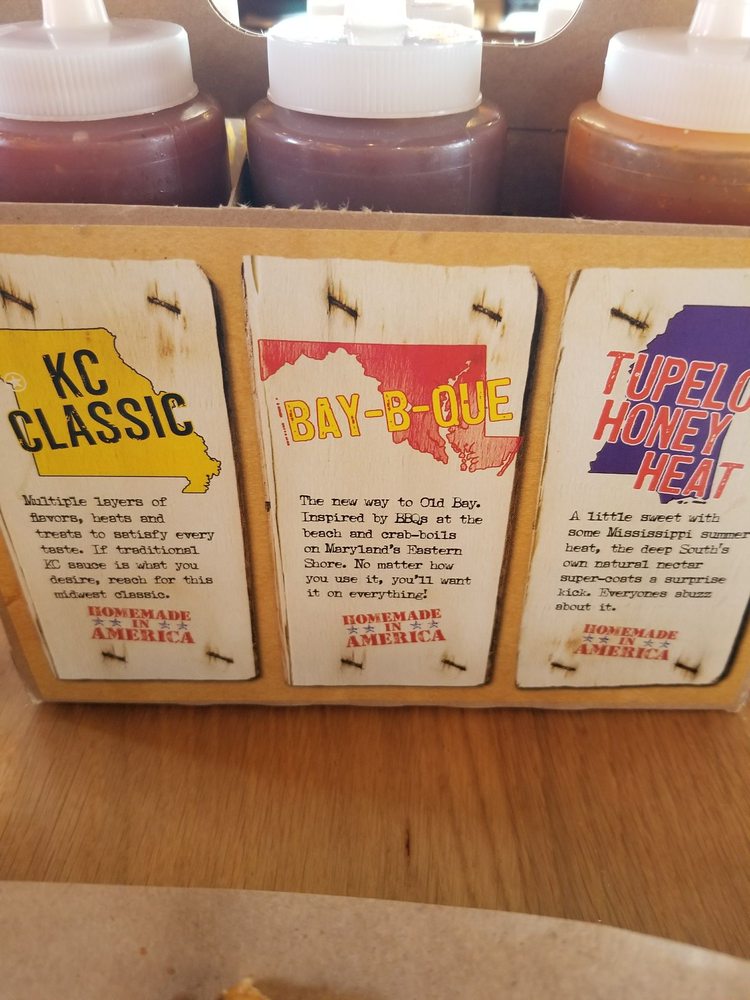 KC
CLASSIC
Multiple layers of
flavors, heats and
treats to satisfy every
taste. If traditional
KC sauce is what you
desire, reach for this
midwest classic.
HOMEMADE
IN
AMERICA
BAY-B-QUE
The new way to Old Bay.
Inspired by BBQs at the
beach and crab-boils
on Maryland's Eastern
Shore. No matter how
you use it, you'll want
it on everything!
HOMEMADE
IN
AMERICA
TUPELO
HONEY
HEAT
A little sweet with
some Mississippi summer
heat, the deep South's
own natural nectar
super-coats a surprise
kick. Everyones abuzz
about it.
HOMEMADE
IN
AMERICA